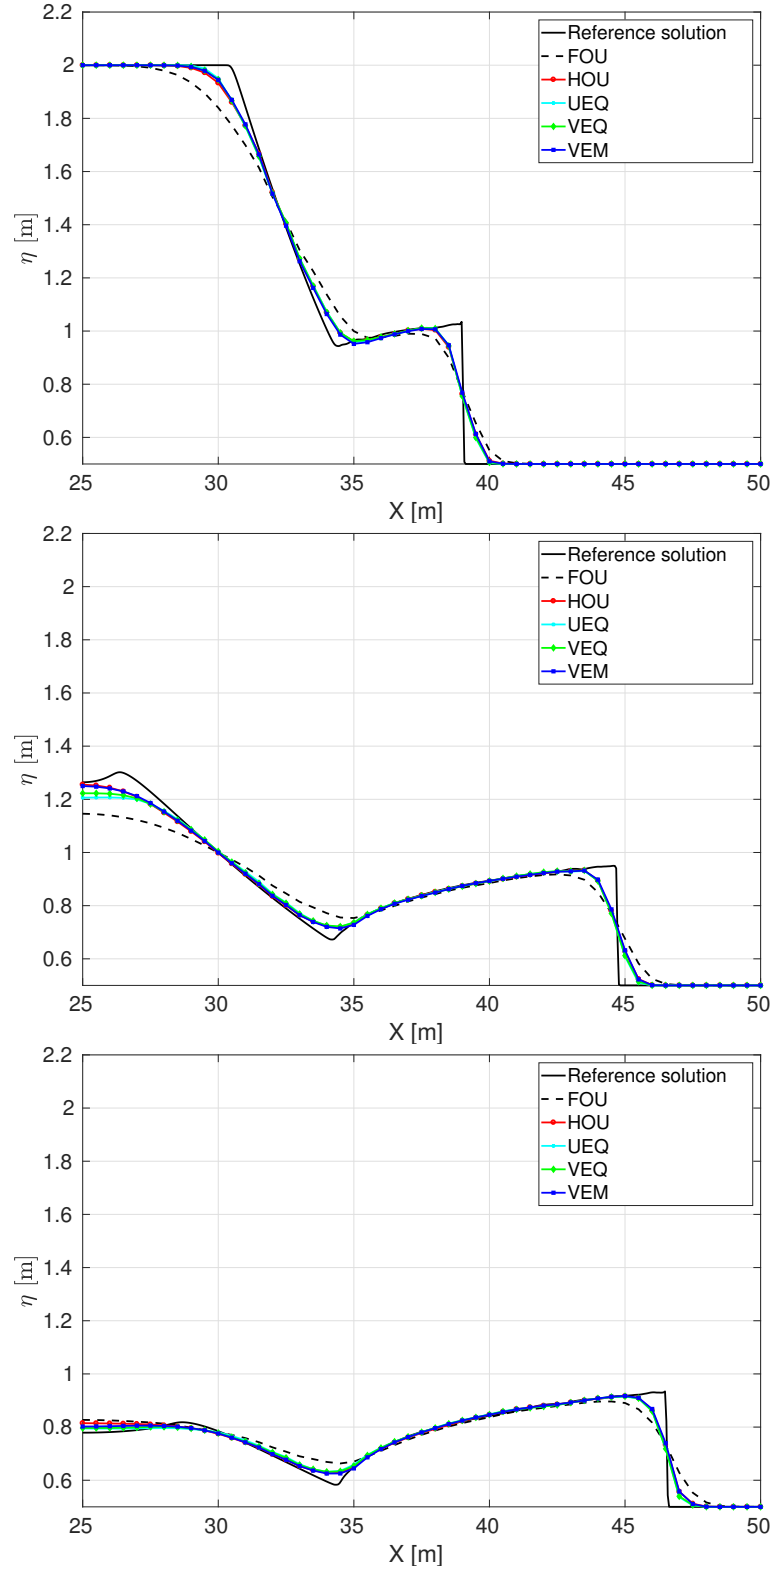 2.2
2
1.8
1.6
1.4
1.2
1
0.8
0.6
η [m]
25 30 35 40 45 50
X [m]
Reference solution
FOU
HOU
UEQ
VEQ
VEM
2.2
2
1.8
1.6
1.4
1.2
1
0.8
0.6
η [m]
25 30 35 40 45 50
X [m]
Reference solution
FOU
HOU
UEQ
VEQ
VEM
2.2
2
1.8
1.6
1.4
1.2
1
0.8
0.6
η [m]
25 30 35 40 45 50
X [m]
Reference solution
FOU
HOU
UEQ
VEQ
VEM